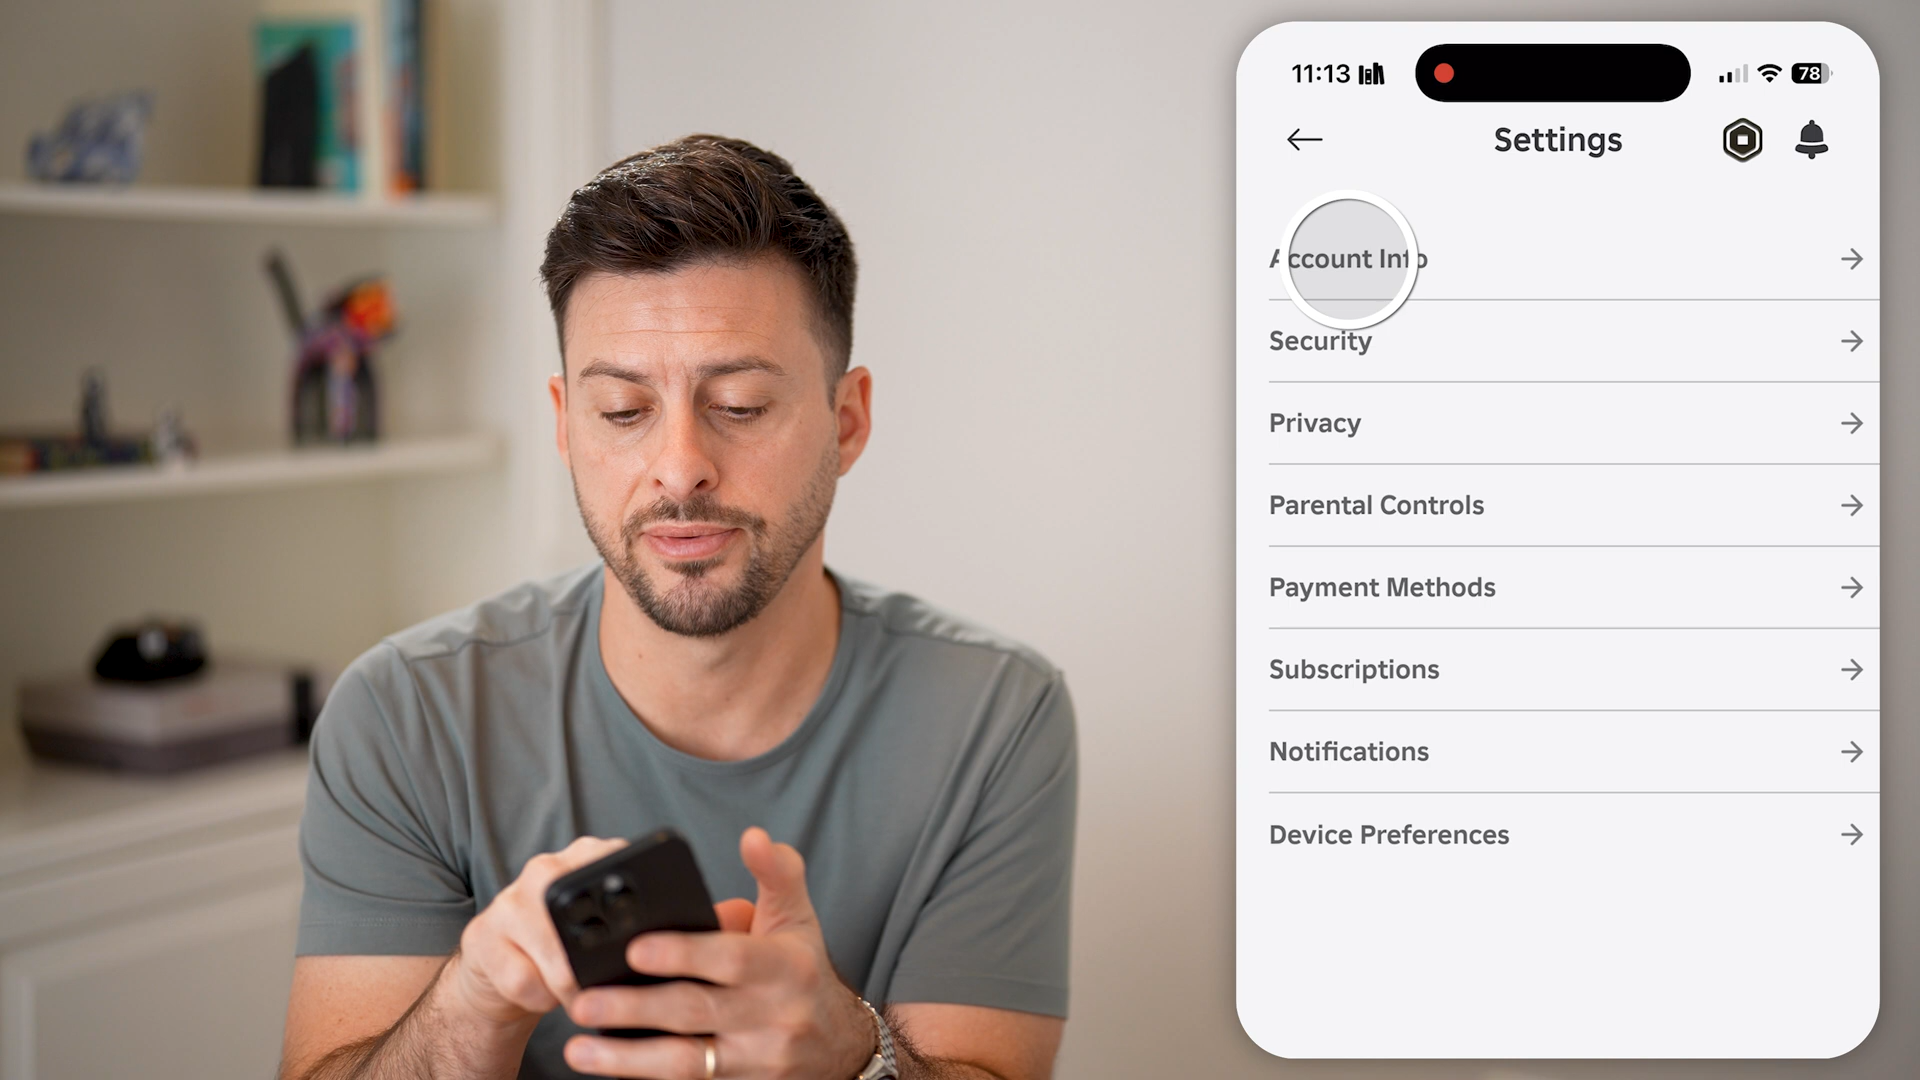 11:13
78
Settings
Account Info
Security
Privacy
Parental Controls
Payment Methods
Subscriptions
Notifications
Device Preferences